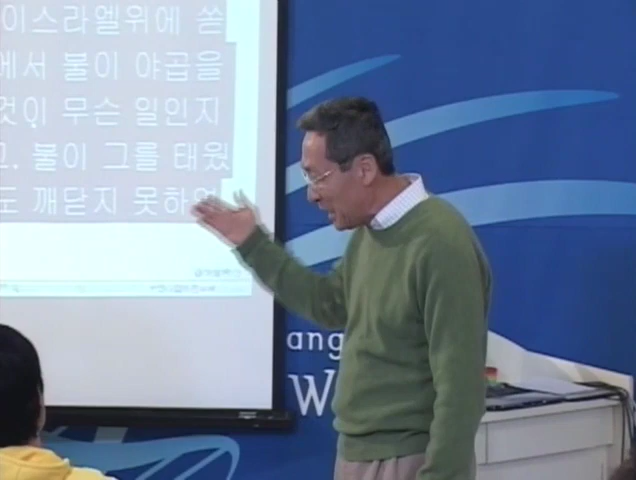 이스라엘위에 쏟
에서 불이 야곱을
것이 무슨 일인지
고. 불이 그를 태웠
도 깨닫지 못하였
ang
W